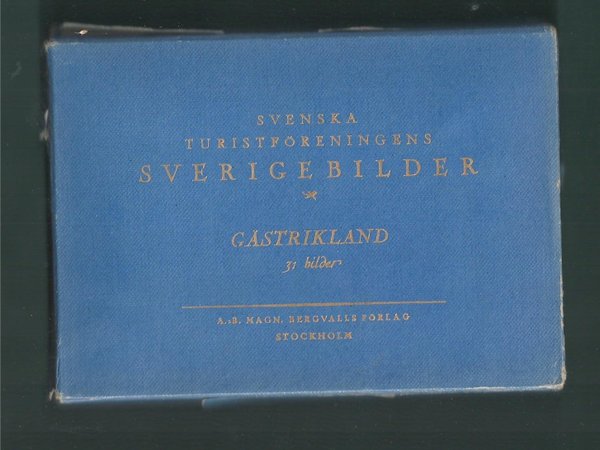 SVENSKA
TURISTFÖRENINGENS
SVERIGEBILDER
GÄSTRIKLAND
31 bilder
A.-B. MAGN. BERGVALLS FÖRLAG
STOCKHOLM